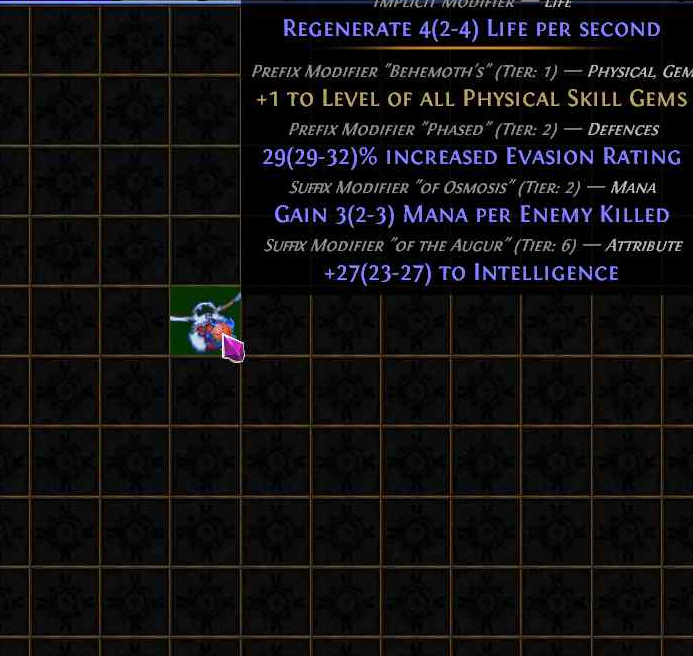 Implicit Modifier — Life
Regenerate 4(2-4) Life per second
Prefix Modifier "Behemoth's" (Tier: 1) — Physical, Gem
+1 to Level of all Physical Skill Gems
Prefix Modifier "Phased" (Tier: 2) — Defences
29(29-32)% increased Evasion Rating
Suffix Modifier "of Osmosis" (Tier: 2) — Mana
Gain 3(2-3) Mana per Enemy Killed
Suffix Modifier "of the Augur" (Tier: 6) — Attribute
+27(23-27) to Intelligence